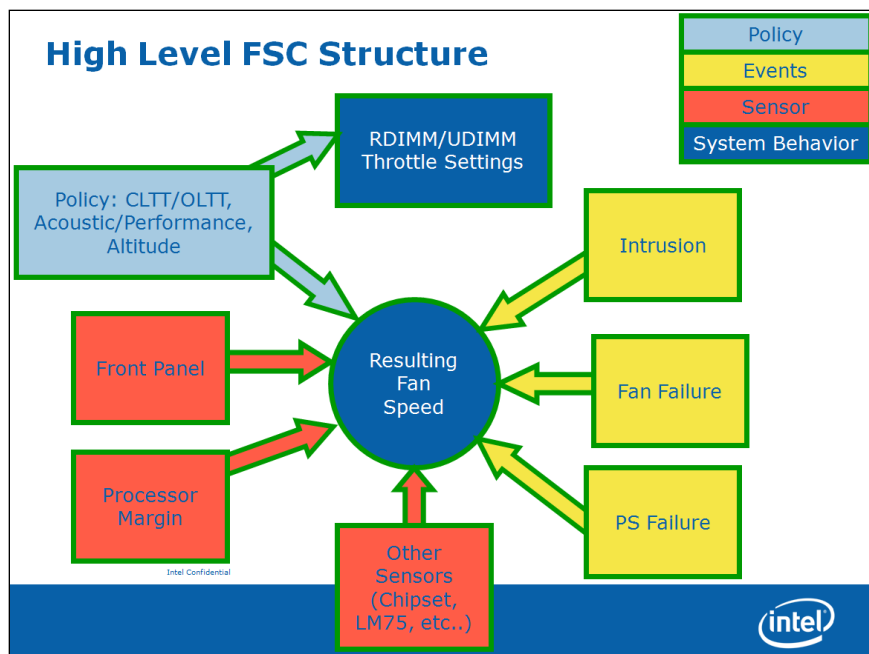 High Level FSC Structure
Policy
Events
Sensor
System Behavior
RDIMM/UDIMM
Throttle Settings
Policy: CLTT/OLTT,
Acoustic/Performance,
Altitude
Intrusion
Front Panel
Resulting
Fan
Speed
Fan Failure
Processor
Margin
PS Failure
Other
Sensors
(Chipset,
LM75, etc..)
Intel Confidential
intel